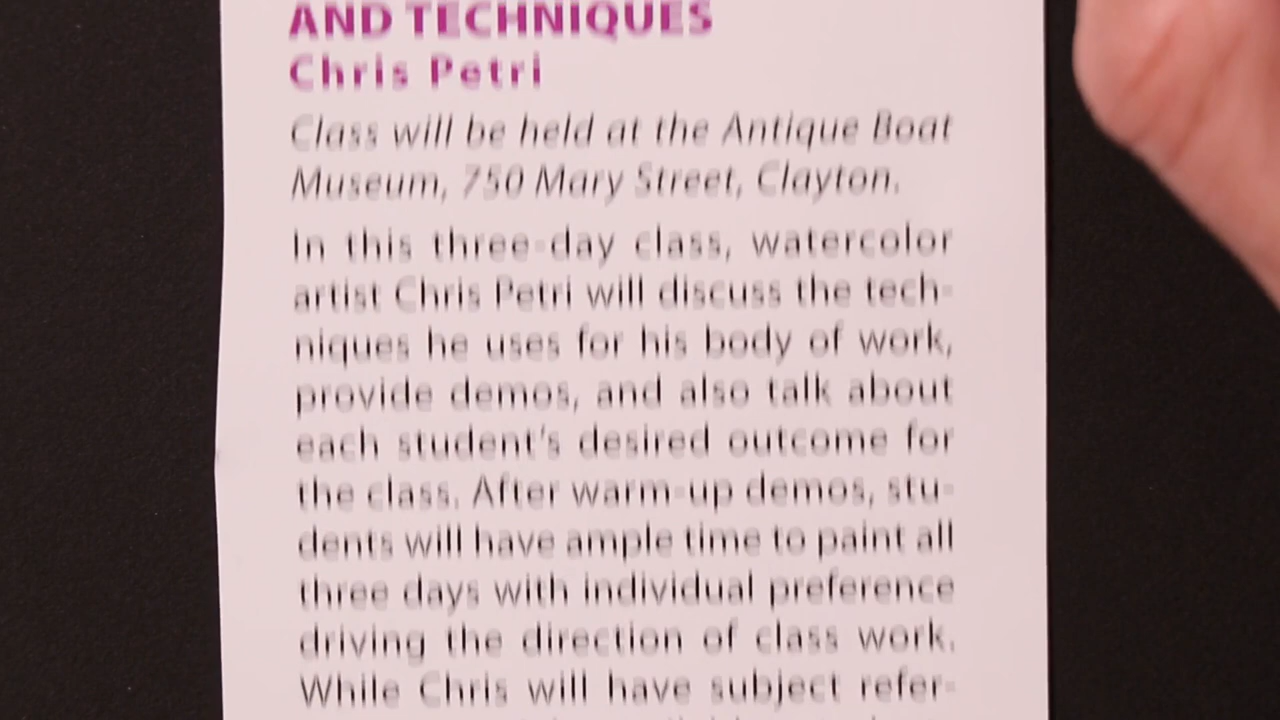 AND TECHNIQUES
Chris Petri
Class will be held at the Antique Boat
Museum, 750 Mary Street, Clayton.
In this three-day class, watercolor
artist Chris Petri will discuss the tech-
niques he uses for his body of work,
provide demos, and also talk about
each student's desired outcome for
the class. After warm-up demos, stu-
dents will have ample time to paint all
three days with individual preference
driving the direction of class work.
While Chris will have subject refer-